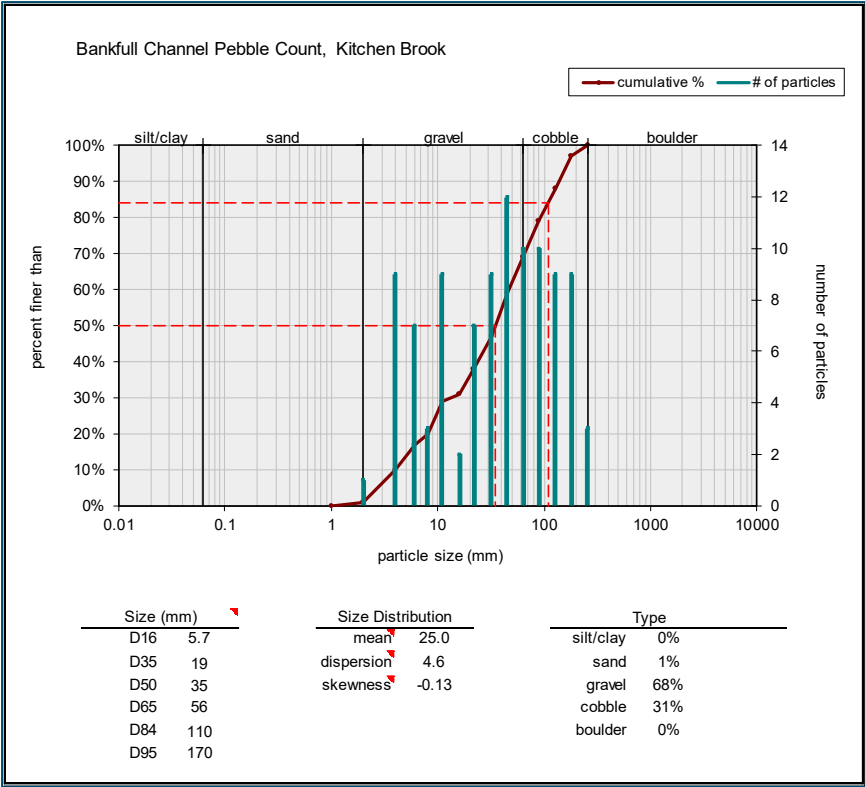 Bankfull Channel Pebble Count, Kitchen Brook
cumulative % # of particles
silt/clay sand gravel cobble boulder
100% 14
90%
80% 12
70% 10
60% 8
50%
40% 6
30% 4
20%
10% 2
0% 0
percent finer than
number of particles
0.01 0.1 1 10 100 1000 10000
particle size (mm)
Size (mm)
D16 5.7
D35 19
D50 35
D65 56
D84 110
D95 170
Size Distribution
mean 25.0
dispersion 4.6
skewness -0.13
Type
silt/clay 0%
sand 1%
gravel 68%
cobble 31%
boulder 0%